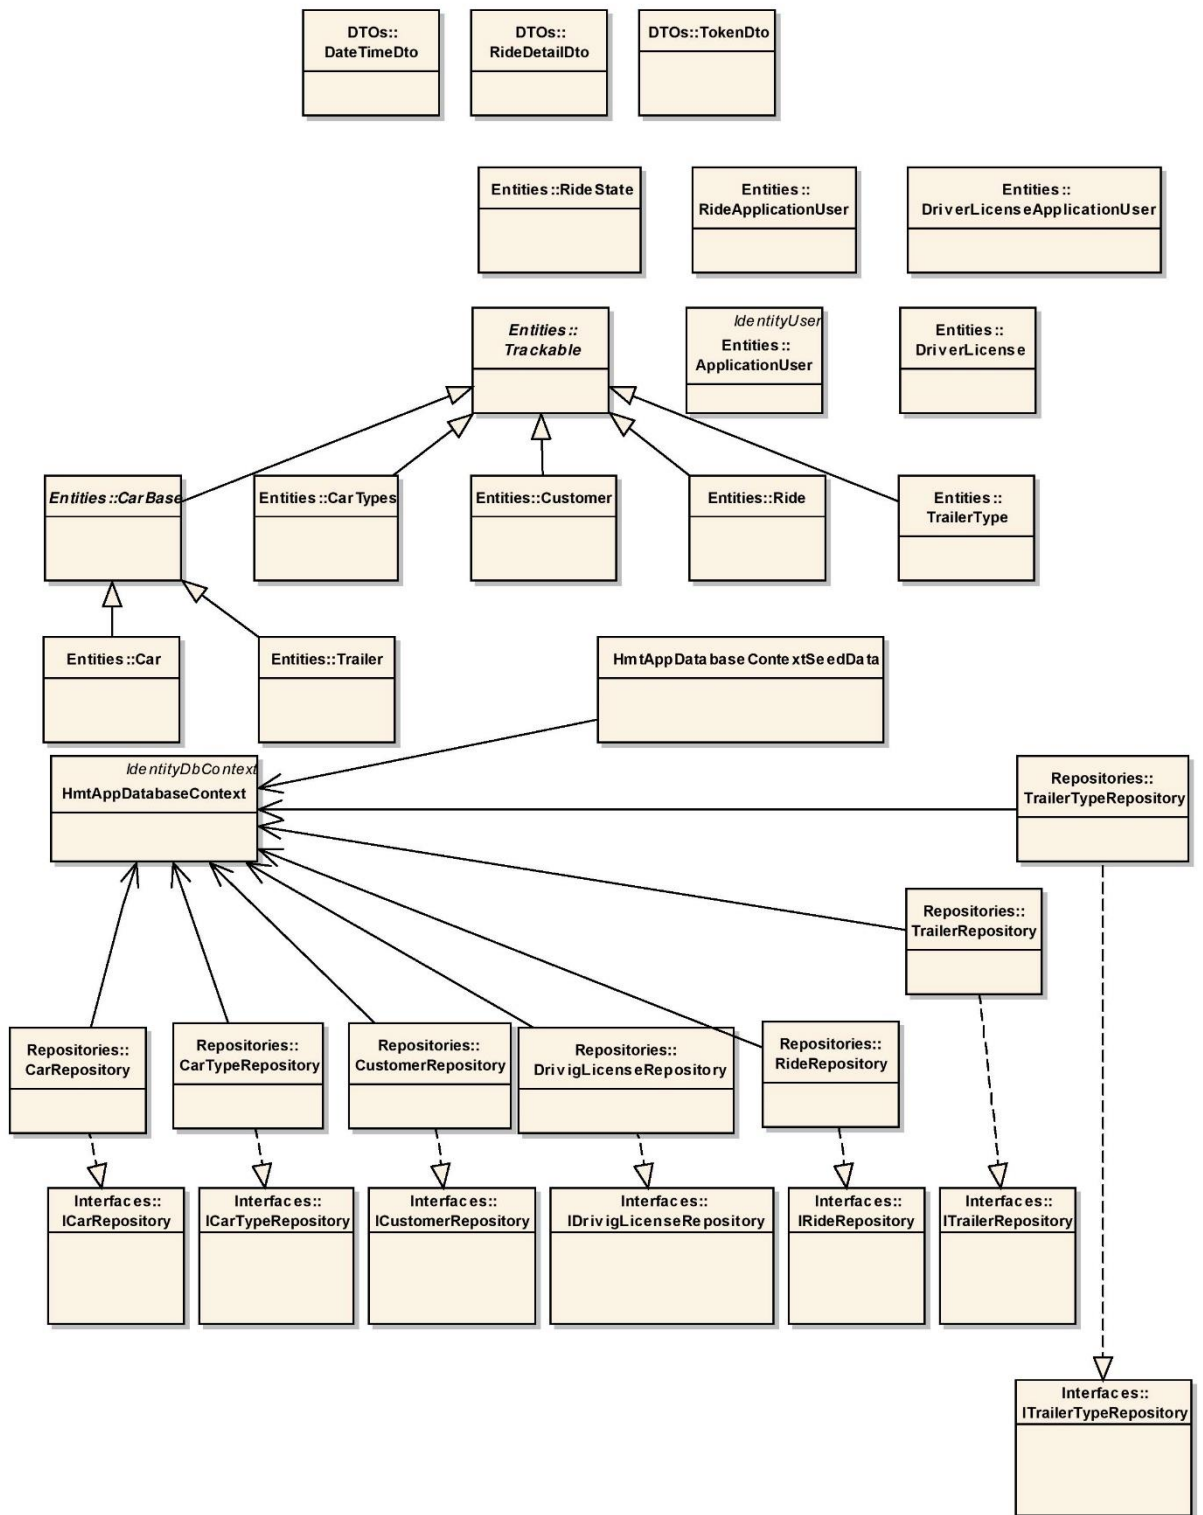 DTOs::
DateTimeDto
DTOs::
RideDetailDto
DTOs::TokenDto
Entities::RideState
Entities::
RideApplicationUser
Entities::
DriverLicenseApplicationUser
Entities::
Trackable
IdentityUser
Entities::
ApplicationUser
Entities::
DriverLicense
Entities::CarBase
Entities::CarTypes
Entities::Customer
Entities::Ride
Entities::
TrailerType
Entities::Car
Entities::Trailer
HmtAppDatabaseContextSeedData
IdentityDbContext
HmtAppDatabaseContext
Repositories::
TrailerTypeRepository
Repositories::
TrailerRepository
Repositories::
CarRepository
Repositories::
CarTypeRepository
Repositories::
CustomerRepository
Repositories::
DrivigLicenseRepository
Repositories::
RideRepository
Interfaces::
ICarRepository
Interfaces::
ICarTypeRepository
Interfaces::
ICustomerRepository
Interfaces::
IDrivigLicenseRepository
Interfaces::
IRideRepository
Interfaces::
ITrailerRepository
Interfaces::
ITrailerTypeRepository